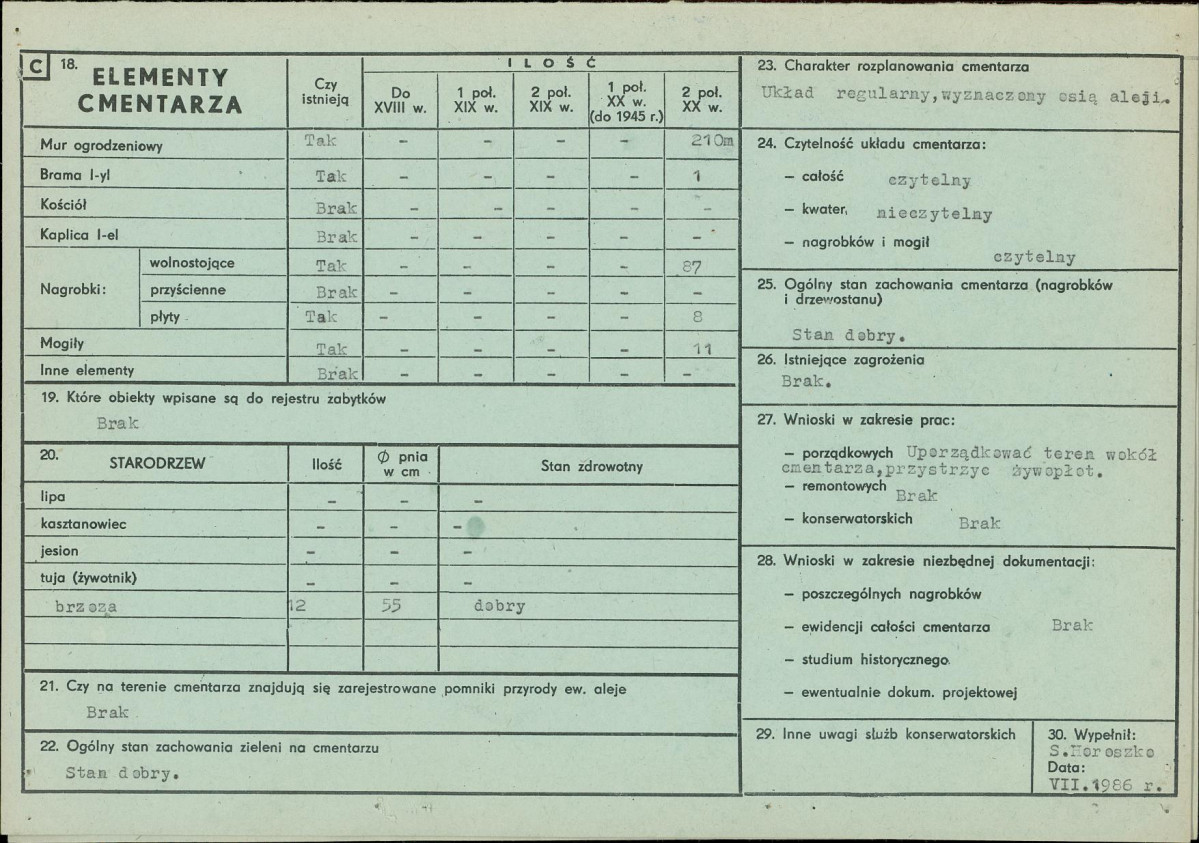 C 18. ELEMENTY CMENTARZA
Czy istnieją
ILOŚĆ
Do XVIII w.
1 poł. XIX w.
2 poł. XIX w.
1 poł. XX w. (do 1945 r.)
2 poł. XX w.
Mur ogrodzeniowy Tak – – – – 210m
Brama I-yl Tak – – – – 1
Kościół Brak – – – – –
Kaplica I-el Brak – – – – –
Nagrobki:
wolnostojące Tak – – – – 87
przyścienne Brak – – – – –
płyty Tak – – – – 8
Mogiły Tak – – – – 11
Inne elementy Brak – – – – –
19. Które obiekty wpisane są do rejestru zabytków
Brak
20. STARODRZEW Ilość Ø pnia w cm Stan zdrowotny
lipa – – –
kasztanowiec – – –
jesion – – –
tuja (żywotnik) – – –
brzoza 12 55 dobry
21. Czy na terenie cmentarza znajdują się zarejestrowane pomniki przyrody ew. aleje
Brak
22. Ogólny stan zachowania zieleni na cmentarzu
Stan dobry.
23. Charakter rozplanowania cmentarza
Układ regularny, wyznaczony osią aleji.
24. Czytelność układu cmentarza:
– całość czytelny
– kwater, nieczytelny
– nagrobków i mogił
czytelny
25. Ogólny stan zachowania cmentarza (nagrobków
i drzewostanu)
Stan dobry.
26. Istniejące zagrożenia
Brak.
27. Wnioski w zakresie prac:
– porządkowych Uporządkować teren wokół
cmentarza, przystrzyc żywopłot.
– remontowych Brak
– konserwatorskich Brak
28. Wnioski w zakresie niezbędnej dokumentacji:
– poszczególnych nagrobków
– ewidencji całości cmentarza Brak
– studium historycznego
– ewentualnie dokum. projektowej
29. Inne uwagi służb konserwatorskich
30. Wypełnił:
S.Horoszko
Data:
VII.1986 r.